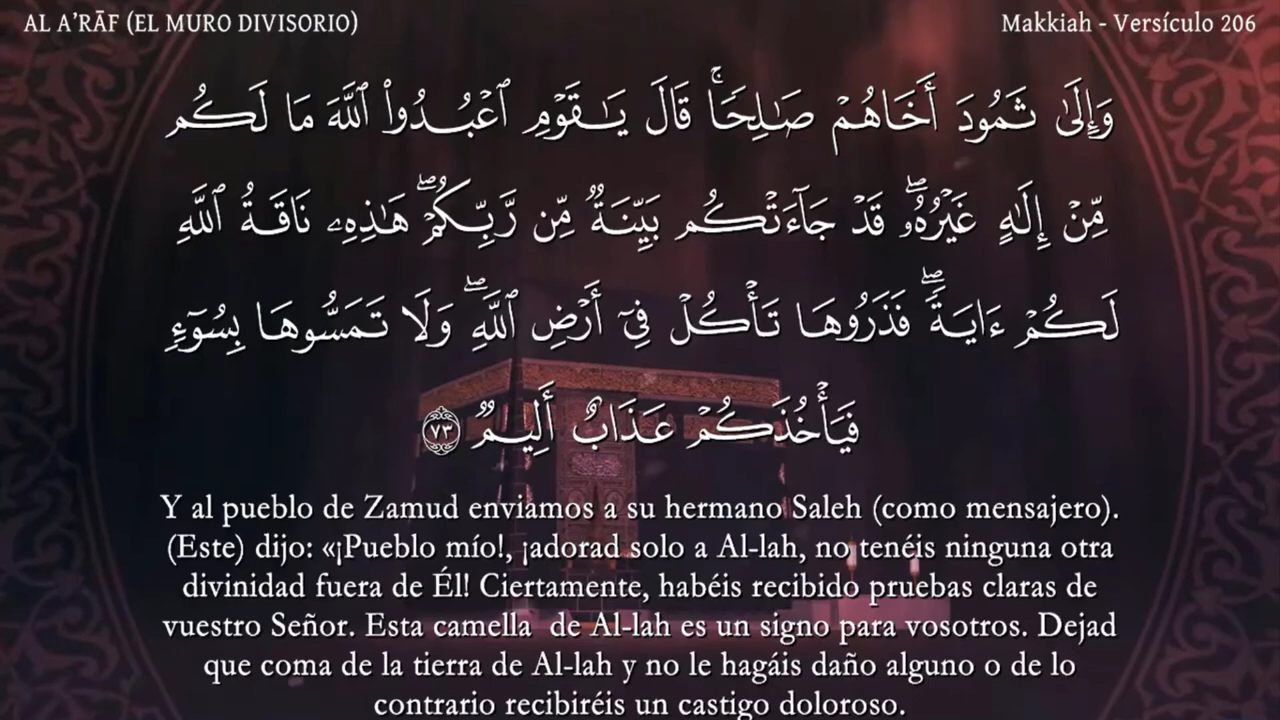 AL A’RĀF (EL MURO DIVISORIO)
Makkiah - Versículo 206
وَإِلَىٰ ثَمُودَ أَخَاهُمۡ صَٰلِحٗاۚ قَالَ يَٰقَوۡمِ ٱعۡبُدُواْ ٱللَّهَ مَا لَكُم
مِّنۡ إِلَٰهٍ غَيۡرُهُۥۖ قَدۡ جَآءَتۡكُم بَيِّنَةٞ مِّن رَّبِّكُمۡۖ هَٰذِهِۦ نَاقَةُ ٱللَّهِ
لَكُمۡ ءَايَةٗۖ فَذَرُوهَا تَأۡكُلۡ فِيٓ أَرۡضِ ٱللَّهِۖ وَلَا تَمَسُّوهَا بِسُوٓءٖ
فَيَأۡخُذَكُمۡ عَذَابٌ أَلِيمٞ ٧٣
Y al pueblo de Zamud enviamos a su hermano Saleh (como mensajero).
(Este) dijo: «¡Pueblo mío!, ¡adorad solo a Al-lah, no tenéis ninguna otra
divinidad fuera de Él! Ciertamente, habéis recibido pruebas claras de
vuestro Señor. Esta camella  de Al-lah es un signo para vosotros. Dejad
que coma de la tierra de Al-lah y no le hagáis daño alguno o de lo
contrario recibiréis un castigo doloroso.